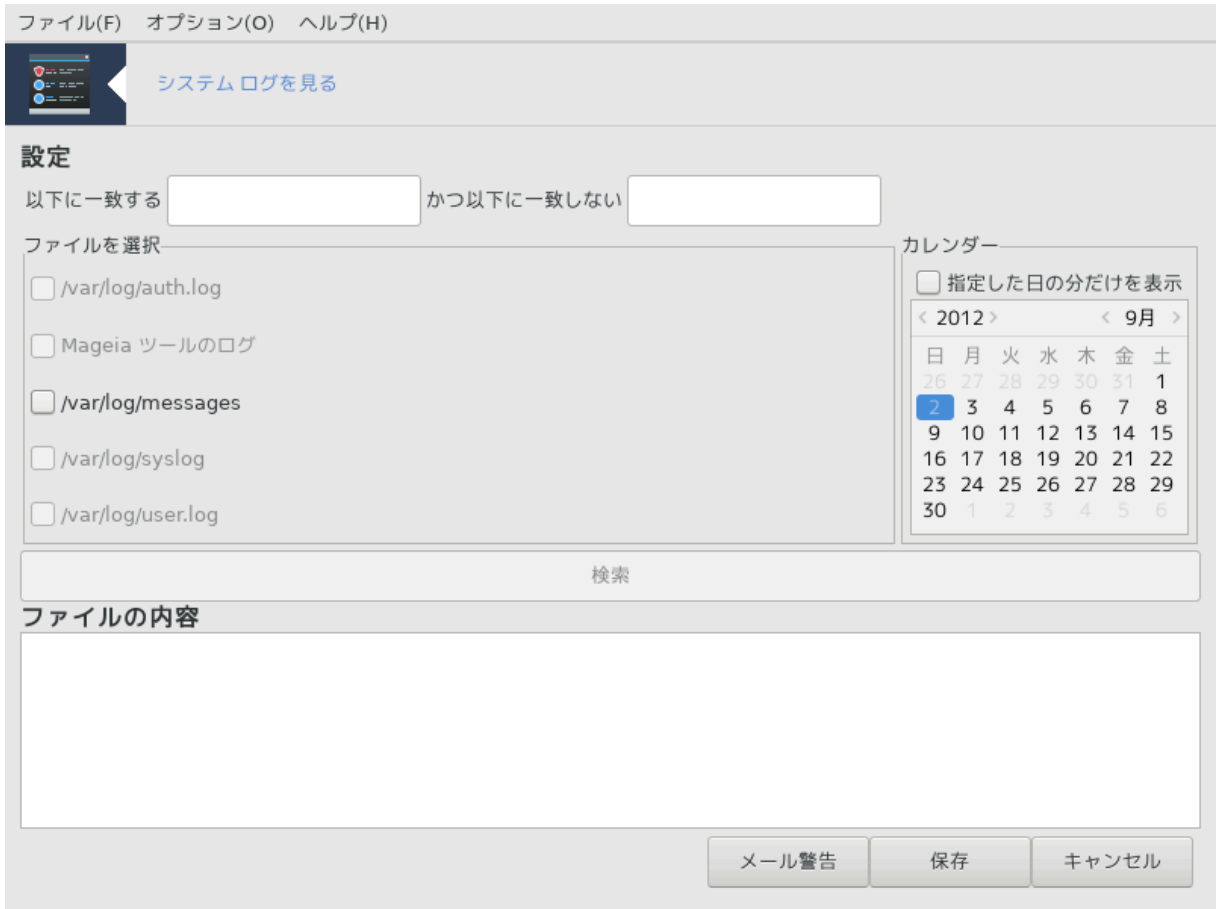 ファイル(F) オプション(O) ヘルプ(H)
システム ログを見る
設定
以下に一致する かつ以下に一致しない
ファイルを選択
/var/log/auth.log
Mageia ツールのログ
/var/log/messages
/var/log/syslog
/var/log/user.log
カレンダー
指定した日の分だけを表示
2012 9月
日 月 火 水 木 金 土
26 27 28 29 30 31 1
2 3 4 5 6 7 8
9 10 11 12 13 14 15
16 17 18 19 20 21 22
23 24 25 26 27 28 29
30 1 2 3 4 5 6
検索
ファイルの内容
メール警告 保存 キャンセル